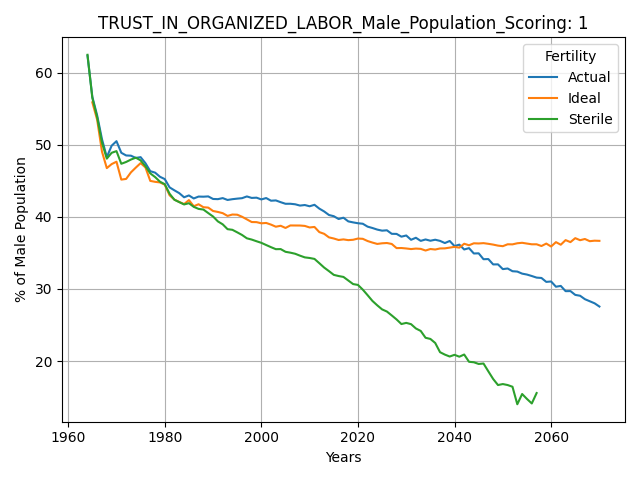 TRUST_IN_ORGANIZED_LABOR_Male_Population_Scoring: 1
Fertility
Actual
Ideal
Sterile
% of Male Population
60
50
40
30
20
1960 1980 2000 2020 2040 2060
Years